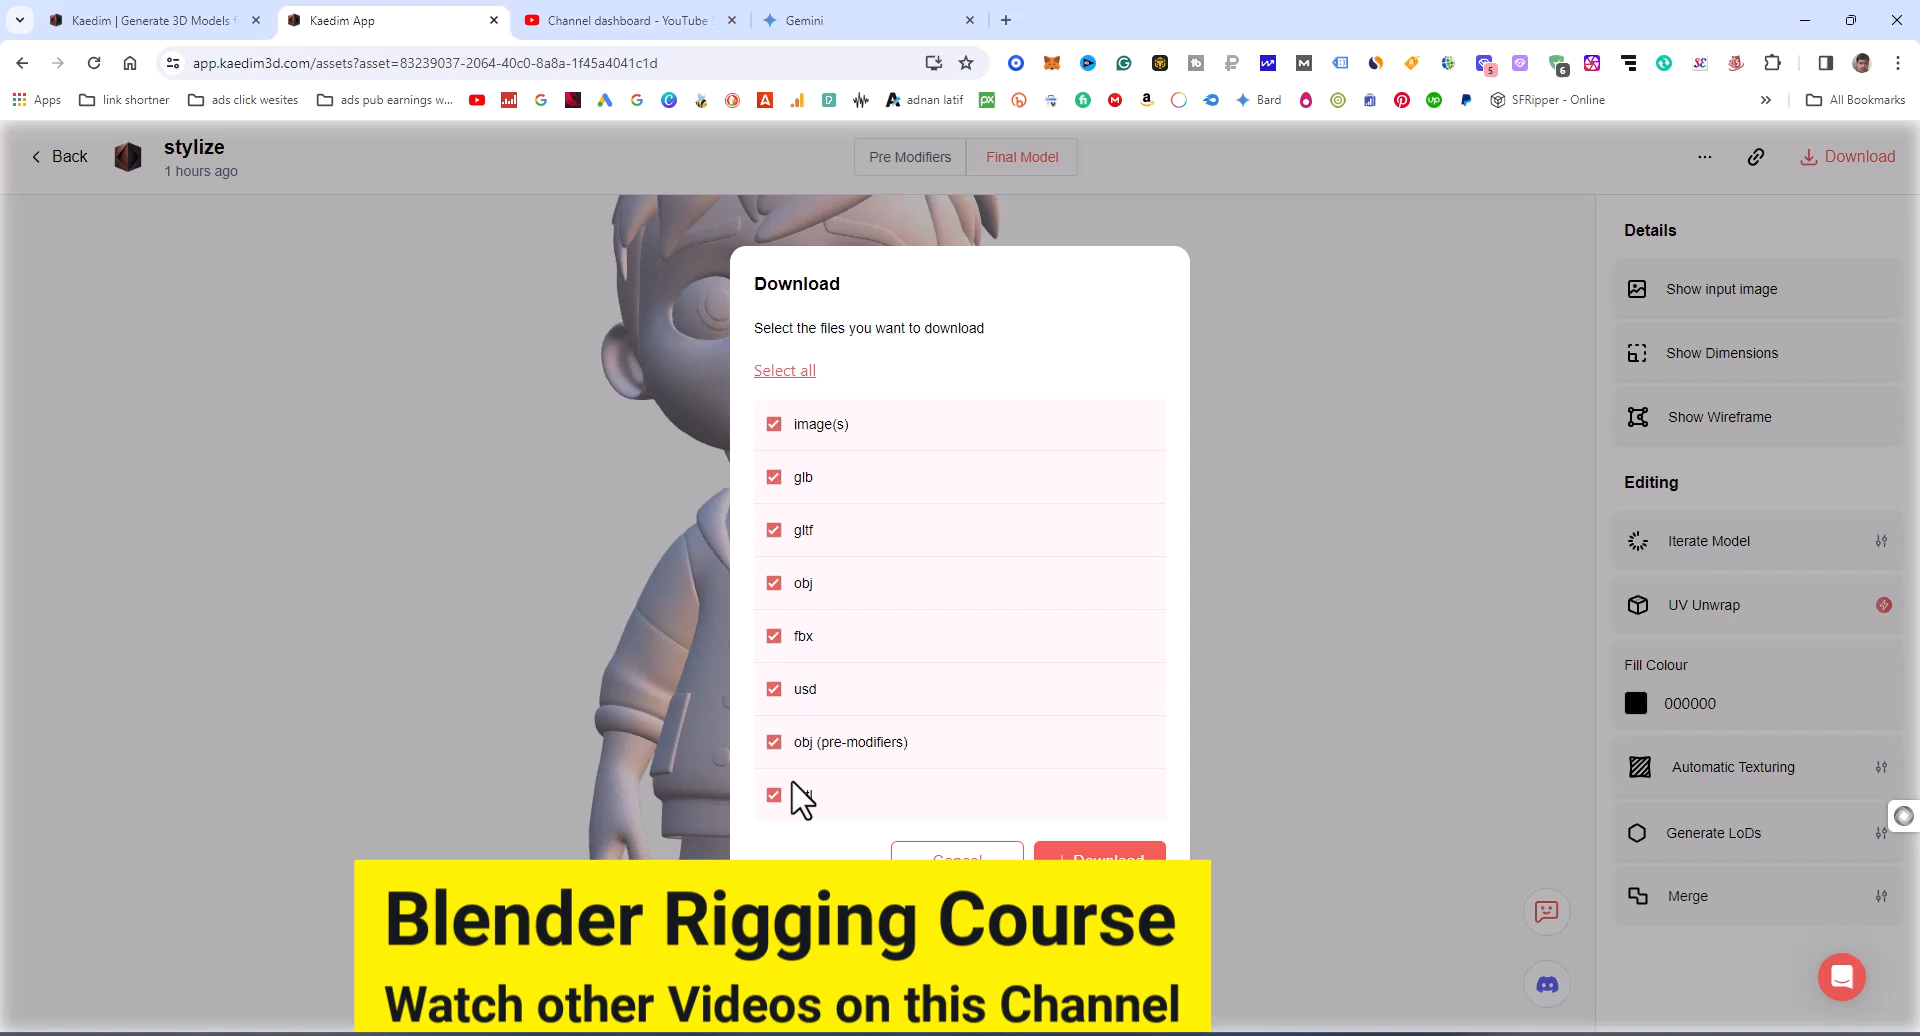 Kaedim | Generate 3D Models f
Kaedim App
Channel dashboard - YouTube
Gemini
app.kaedim3d.com/assets?asset=83239037-2064-40c0-8a8a-1f45a4041c1d
5
6
Apps
link shortner
ads click wesites
ads pub earnings w...
adnan latif
Bard
SFRipper - Online
All Bookmarks
Back
stylize
1 hours ago
Pre Modifiers
Final Model
Download
Download
Select the files you want to download
Select all
image(s)
glb
gltf
obj
fbx
usd
obj (pre-modifiers)
Cancel
Download
Details
Show input image
Show Dimensions
Show Wireframe
Editing
Iterate Model
UV Unwrap
Fill Colour
000000
Automatic Texturing
Generate LoDs
Merge
Blender Rigging Course
Watch other Videos on this Channel